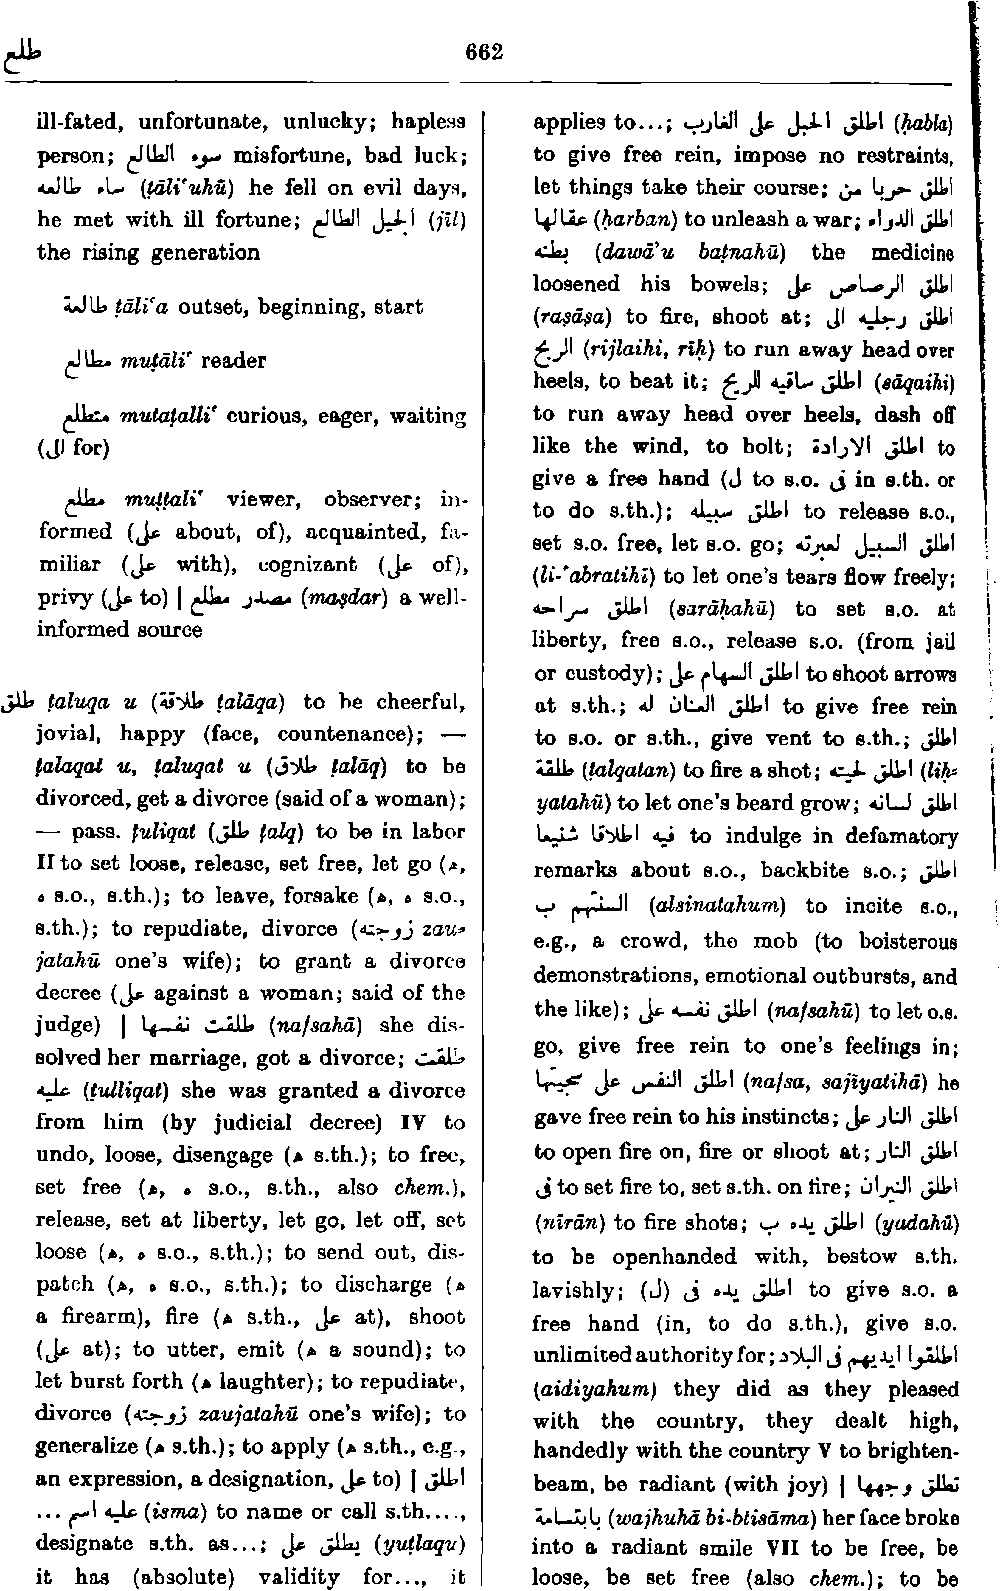 طلع
662
ill-fated, unfortunate, unlucky; hapless
person; سوء الطالع misfortune, bad luck;
ساء طالعه (ṭāliʿuhū) he fell on evil days,
he met with ill fortune; الجيل الطالع (jīl)
the rising generation
طالعة ṭāliʿa outset, beginning, start
مطالع muṭāliʿ reader
متطلع mutaṭalliʿ curious, eager, waiting
(الى for)
مطلع muṭṭaliʿ viewer, observer; in-
formed (على about, of), acquainted, fa-
miliar (على with), cognizant (على of),
privy (على to) | مصدر مطلع (maṣdar) a well-
informed source
طلق ṭaluqa u (طلاقة ṭalāqa) to be cheerful,
jovial, happy (face, countenance); —
ṭalaqat u, ṭaluqat u (طلاق ṭalāq) to be
divorced, get a divorce (said of a woman);
— pass. ṭuliqat (طلق ṭalq) to be in labor
II to set loose, release, set free, let go (ه,
ه s.o., s.th.); to leave, forsake (ه, ه s.o.,
s.th.); to repudiate, divorce (زوجته zau-
jatahū one's wife); to grant a divorce
decree (على against a woman; said of the
judge) | طلقت نفسها (nafsahā) she dis-
solved her marriage, got a divorce; طلقت
عليه (ṭulliqat) she was granted a divorce
from him (by judicial decree) IV to
undo, loose, disengage (ه s.th.); to free,
set free (ه, ه s.o., s.th., also chem.),
release, set at liberty, let go, let off, set
loose (ه, ه s.o., s.th.); to send out, dis-
patch (ه, ه s.o., s.th.); to discharge (ه
a firearm), fire (ه s.th., على at), shoot
(على at); to utter, emit (ه a sound); to
let burst forth (ه laughter); to repudiate,
divorce (زوجته zaujatahū one's wife); to
generalize (ه s.th.); to apply (ه s.th., e.g.,
an expression, a designation, على to) | اطلق
عليه اسم ... (isma) to name or call s.th....,
designate s.th. as...; يطلق على (yuṭlaqu)
it has (absolute) validity for..., it
applies to...; اطلق الحبل على الغارب (ḥabla)
to give free rein, impose no restraints,
let things take their course; اطلق حربا من
عقالها (ḥarban) to unleash a war; اطلق الدواء
بطنه (dawāʾu baṭnahū) the medicine
loosened his bowels; اطلق الرصاص على
(raṣāṣa) to fire, shoot at; اطلق رجليه الى
الريح (rijlaihi, rīḥ) to run away head over
heels, to beat it; اطلق ساقيه للريح (sāqaihi)
to run away head over heels, dash off
like the wind, to bolt; اطلق الارادة to
give a free hand (ل to s.o. فى in s.th. or
to do s.th.); اطلق سبيله to release s.o.,
set s.o. free, let s.o. go; اطلق السبيل لعبرته
(li-ʿabratihī) to let one's tears flow freely;
اطلق سراحه (sarāḥahū) to set s.o. at
liberty, free s.o., release s.o. (from jail
or custody); اطلق السهام على to shoot arrows
at s.th.; اطلق العنان له to give free rein
to s.o. or s.th., give vent to s.th.; اطلق
طلقة (ṭalqatan) to fire a shot; اطلق لحيته (liḥ-
yatahū) to let one's beard grow; اطلق لسانه
فيه اطلاقا شنيعا to indulge in defamatory
remarks about s.o., backbite s.o.; اطلق
السنتهم ب (alsinatahum) to incite s.o.,
e.g., a crowd, the mob (to boisterous
demonstrations, emotional outbursts, and
the like); اطلق نفسه على (nafsahū) to let o.s.
go, give free rein to one's feelings in;
اطلق النفس على سجيتها (nafsa, sajīyatihā) he
gave free rein to his instincts; اطلق النار على
to open fire on, fire or shoot at; اطلق النار
فى to set fire to, set s.th. on fire; اطلق النيران
(nīrān) to fire shots; اطلق يده ب (yadahū)
to be openhanded with, bestow s.th.
lavishly; اطلق يده فى (ل) to give s.o. a
free hand (in, to do s.th.), give s.o.
unlimited authority for; اطلقوا ايديهم فى البلاد
(aidiyahum) they did as they pleased
with the country, they dealt high,
handedly with the country V to brighten-
beam, be radiant (with joy) | تطلق وجهها
بابتسامة (wajhuhā bi-btisāma) her face broke
into a radiant smile VII to be free, be
loose, be set free (also chem.); to be